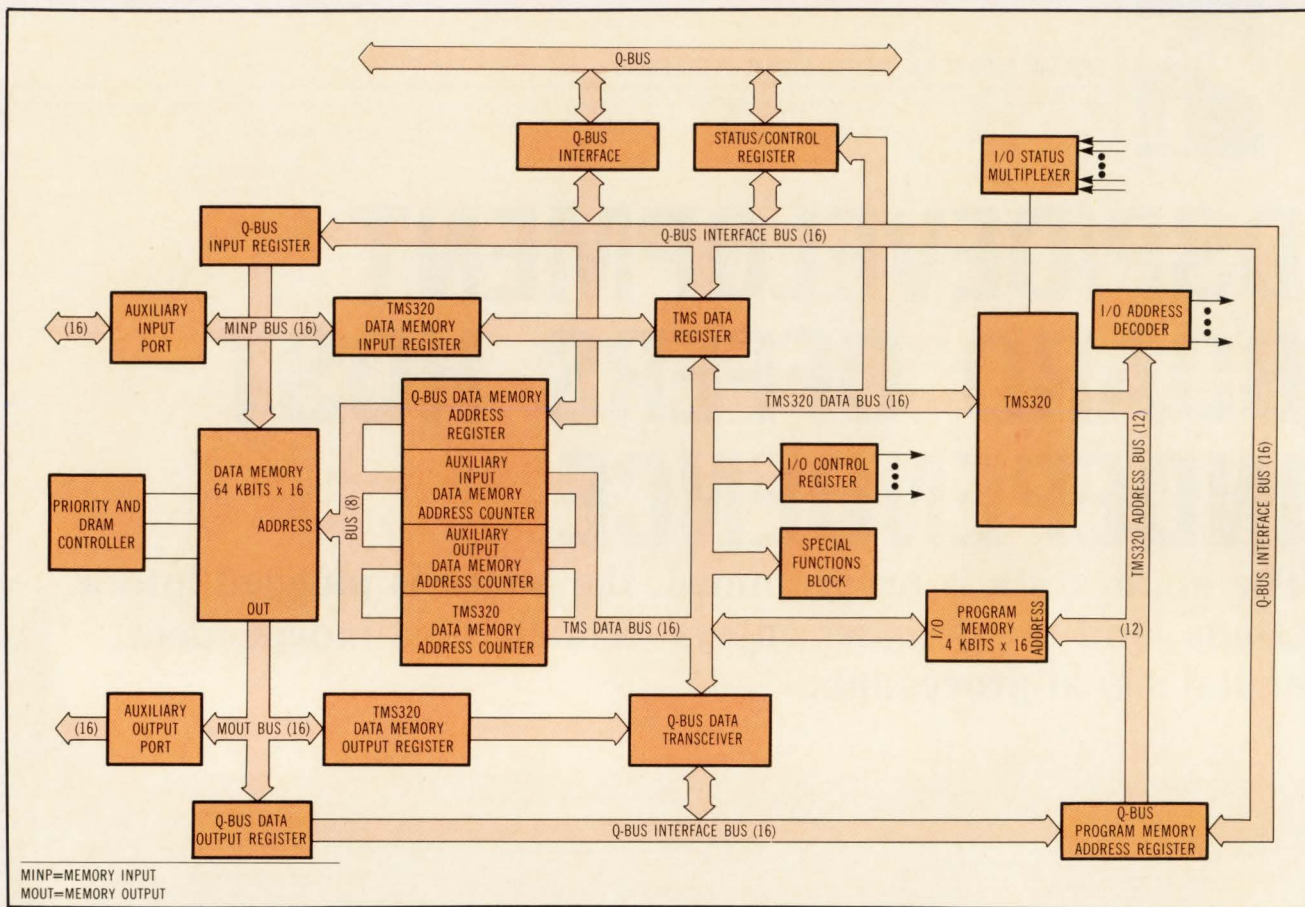 Q-BUS
Q-BUS
INTERFACE
STATUS/CONTROL
REGISTER
I/O STATUS
MULTIPLEXER
Q-BUS
INPUT REGISTER
Q-BUS INTERFACE BUS (16)
(16)
AUXILIARY
INPUT
PORT
MINP BUS (16)
TMS320
DATA MEMORY
INPUT REGISTER
TMS DATA
REGISTER
I/O ADDRESS
DECODER
Q-BUS DATA MEMORY
ADDRESS
REGISTER
TMS320 DATA BUS (16)
TMS320
TMS320 ADDRESS BUS (12)
Q-BUS INTERFACE BUS (16)
DATA MEMORY
64 KBITS x 16
ADDRESS
OUT
PRIORITY AND
DRAM
CONTROLLER
BUS (8)
AUXILIARY
INPUT
DATA MEMORY
ADDRESS COUNTER
I/O CONTROL
REGISTER
AUXILIARY
OUTPUT
DATA MEMORY
ADDRESS COUNTER
SPECIAL
FUNCTIONS
BLOCK
TMS320
DATA MEMORY
ADDRESS COUNTER
TMS DATA BUS (16)
I/O
PROGRAM
MEMORY
4 KBITS x 16
ADDRESS
(12)
(16)
AUXILIARY
OUTPUT
PORT
MOUT BUS (16)
TMS320
DATA MEMORY
OUTPUT REGISTER
Q-BUS DATA
TRANSCEIVER
Q-BUS DATA
OUTPUT REGISTER
Q-BUS INTERFACE BUS (16)
Q-BUS
PROGRAM MEMORY
ADDRESS REGISTER
MINP=MEMORY INPUT
MOUT=MEMORY OUTPUT